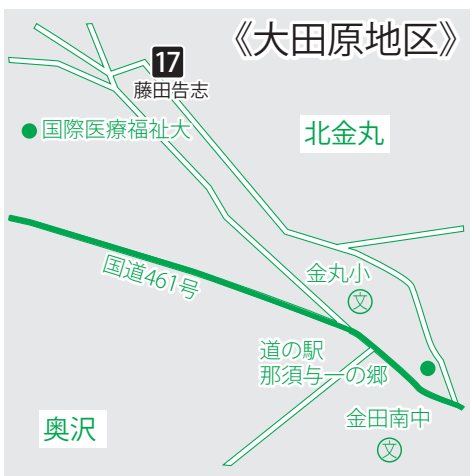 《大田原地区》
17
藤田告志
国際医療福祉大
北金丸
国道461号
金丸小
文
道の駅
那須与一の郷
奥沢
金田南中
文